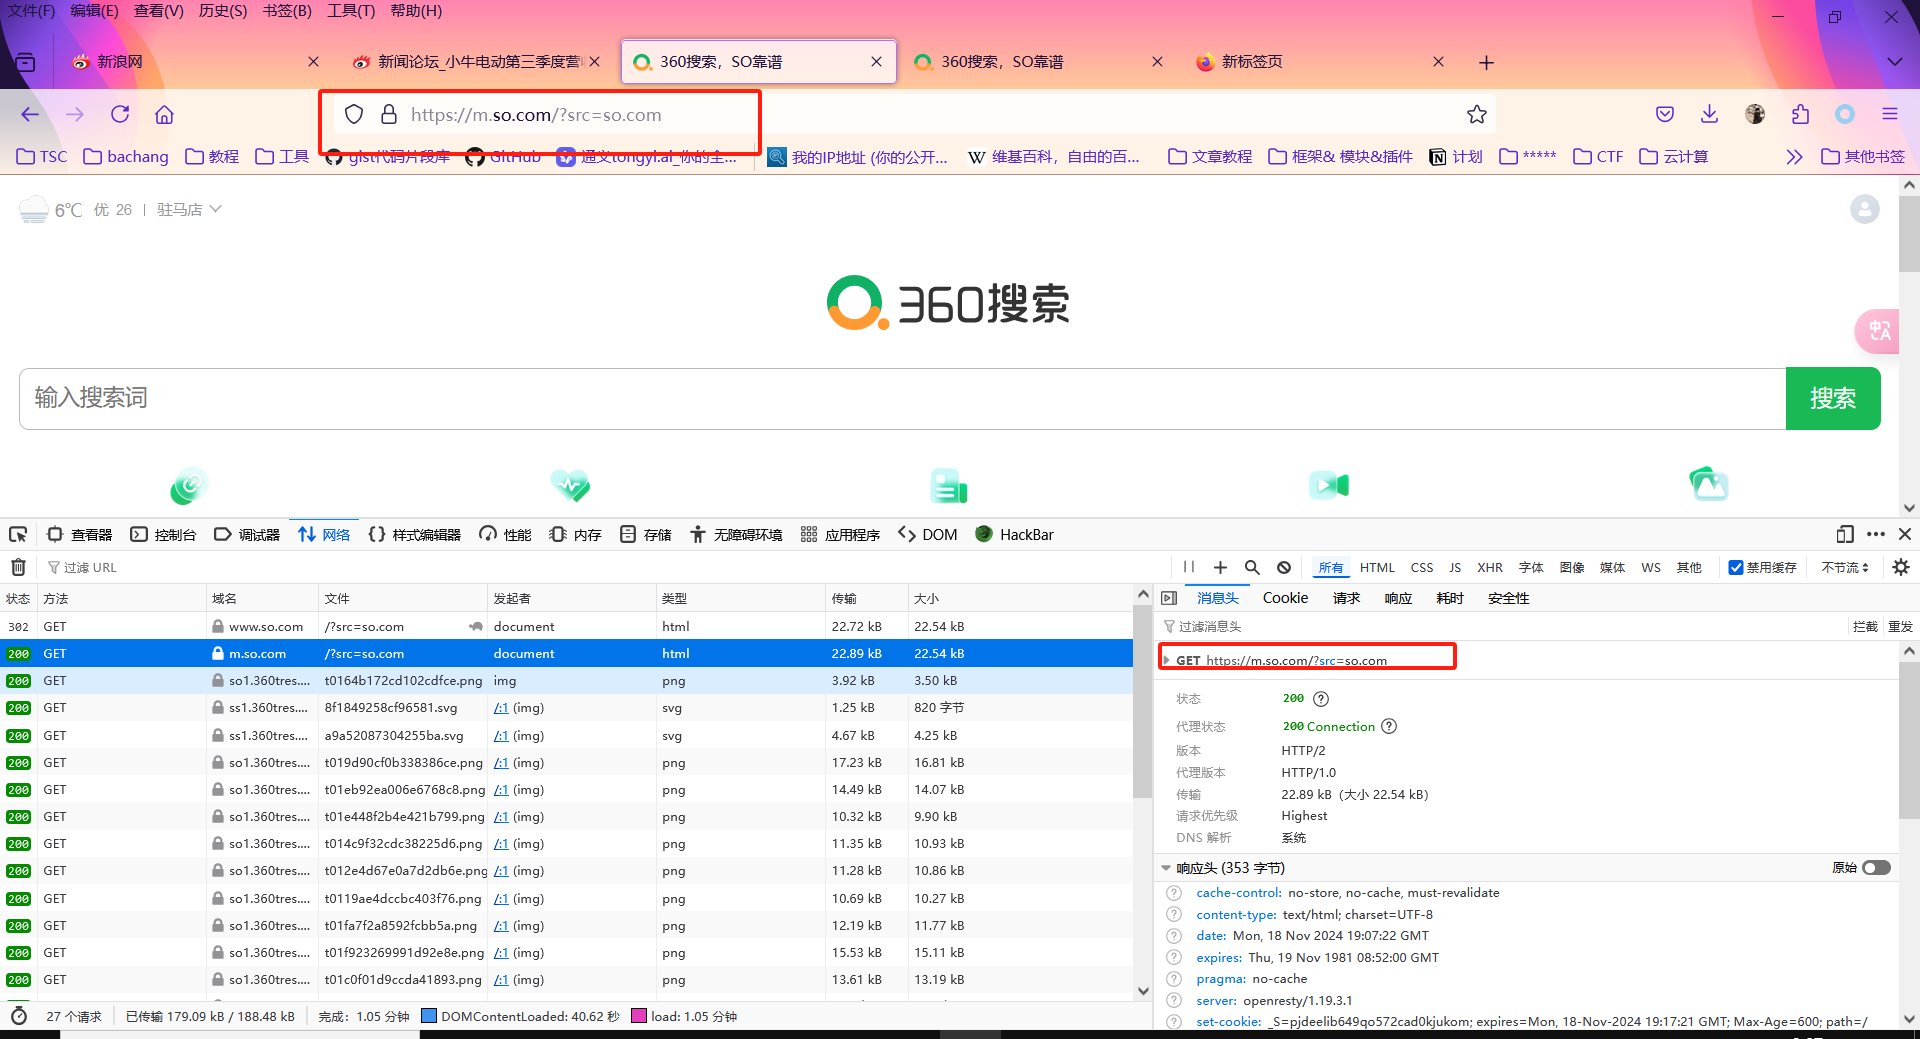 文件(F) 编辑(E) 查看(V) 历史(S) 书签(B) 工具(T) 帮助(H)
新浪网 新闻论坛_小牛电动第三季度营 360搜索，SO靠谱 360搜索，SO靠谱 新标签页
https://m.so.com/?src=so.com
TSC bachang 教程 工具 gist代码片段库 GitHub 通义tongyi.ai_你的全... 我的IP地址 (你的公开... 维基百科，自由的百... 文章教程 框架& 模块&插件 计划 ***** CTF 云计算 其他书签
6℃ 优 26 | 驻马店
360搜索
输入搜索词 搜索
查看器 控制台 调试器 网络 样式编辑器 性能 内存 存储 无障碍环境 应用程序 DOM HackBar
过滤 URL 所有 HTML CSS JS XHR 字体 图像 媒体 WS 其他 禁用缓存 不节流
状态 方法 域名 文件 发起者 类型 传输 大小
302 GET www.so.com /?src=so.com document html 22.72 kB 22.54 kB
200 GET m.so.com /?src=so.com document html 22.89 kB 22.54 kB
200 GET so1.360tres.... t0164b172cd102cdfce.png img png 3.92 kB 3.50 kB
200 GET ss1.360tres.... 8f1849258cf96581.svg /:1 (img) svg 1.25 kB 820 字节
200 GET ss1.360tres.... a9a52087304255ba.svg /:1 (img) svg 4.67 kB 4.25 kB
200 GET so1.360tres.... t019d90cf0b338386ce.png /:1 (img) png 17.23 kB 16.81 kB
200 GET so1.360tres.... t01eb92ea006e6768c8.png /:1 (img) png 14.49 kB 14.07 kB
200 GET so1.360tres.... t01e448f2b4e421b799.png /:1 (img) png 10.32 kB 9.90 kB
200 GET so1.360tres.... t014c9f32cdc38225d6.png /:1 (img) png 11.35 kB 10.93 kB
200 GET so1.360tres.... t012e4d67e0a7d2db6e.png /:1 (img) png 11.28 kB 10.86 kB
200 GET so1.360tres.... t0119ae4dccbc403f76.png /:1 (img) png 10.69 kB 10.27 kB
200 GET so1.360tres.... t01fa7f2a8592fcbb5a.png /:1 (img) png 12.19 kB 11.77 kB
200 GET so1.360tres.... t01f923269991d92e8e.png /:1 (img) png 15.53 kB 15.11 kB
200 GET so1.360tres.... t01c0f01d9ccda41893.png /:1 (img) png 13.61 kB 13.19 kB
27 个请求 已传输 179.09 kB / 188.48 kB 完成：1.05 分钟 DOMContentLoaded: 40.62 秒 load: 1.05 分钟
消息头 Cookie 请求 响应 耗时 安全性
过滤消息头 拦截 重发
GET https://m.so.com/?src=so.com
状态 200
代理状态 200 Connection
版本 HTTP/2
代理版本 HTTP/1.0
传输 22.89 kB（大小 22.54 kB）
请求优先级 Highest
DNS 解析 系统
响应头 (353 字节) 原始
cache-control: no-store, no-cache, must-revalidate
content-type: text/html; charset=UTF-8
date: Mon, 18 Nov 2024 19:07:22 GMT
expires: Thu, 19 Nov 1981 08:52:00 GMT
pragma: no-cache
server: openresty/1.19.3.1
set-cookie: _S=pjdeelib649qo572cad0kjukom; expires=Mon, 18-Nov-2024 19:17:21 GMT; Max-Age=600; path=/